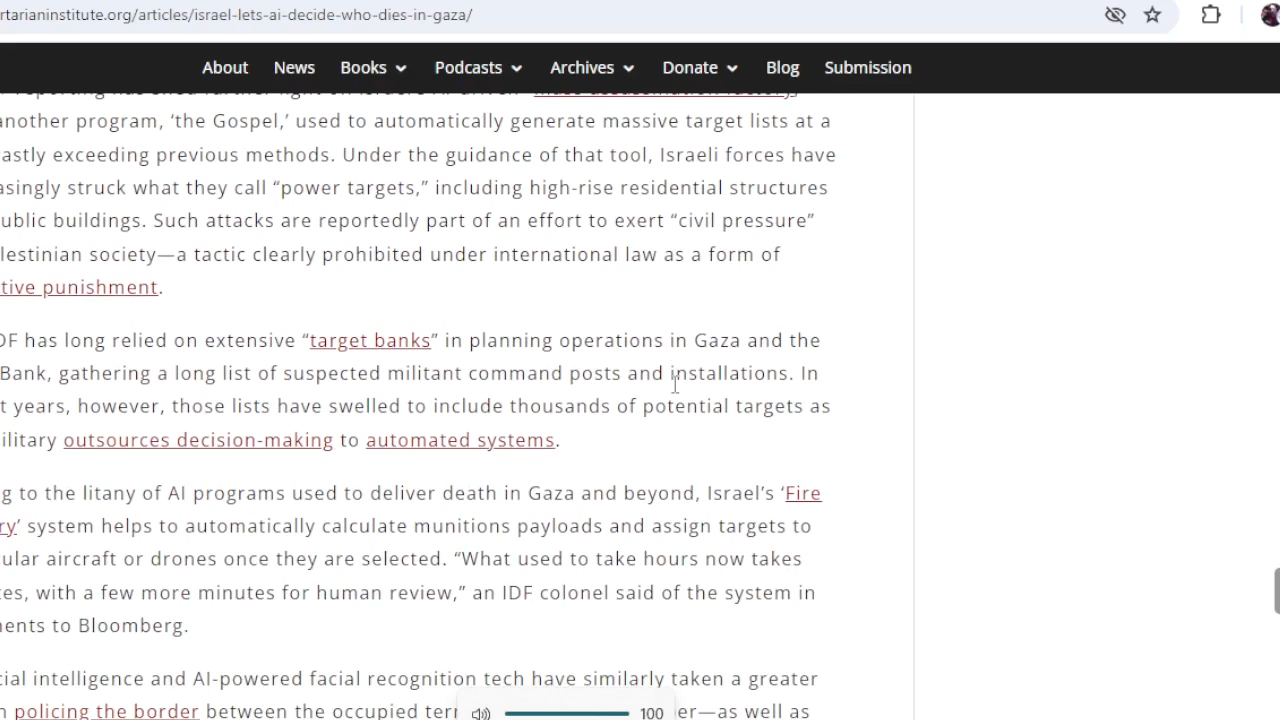 rtarianinstitute.org/articles/israel-lets-ai-decide-who-dies-in-gaza/
About News Books Podcasts Archives Donate Blog Submission
another program, ‘the Gospel,’ used to automatically generate massive target lists at a
astly exceeding previous methods. Under the guidance of that tool, Israeli forces have
asingly struck what they call “power targets,” including high-rise residential structures
ublic buildings. Such attacks are reportedly part of an effort to exert “civil pressure”
lestinian society—a tactic clearly prohibited under international law as a form of
tive punishment.
DF has long relied on extensive “target banks” in planning operations in Gaza and the
Bank, gathering a long list of suspected militant command posts and installations. In
t years, however, those lists have swelled to include thousands of potential targets as
ilitary outsources decision-making to automated systems.
g to the litany of AI programs used to deliver death in Gaza and beyond, Israel’s ‘Fire
ry’ system helps to automatically calculate munitions payloads and assign targets to
ular aircraft or drones once they are selected. “What used to take hours now takes
tes, with a few more minutes for human review,” an IDF colonel said of the system in
ments to Bloomberg.
cial intelligence and AI-powered facial recognition tech have similarly taken a greater
n policing the border between the occupied terr er—as well as
100